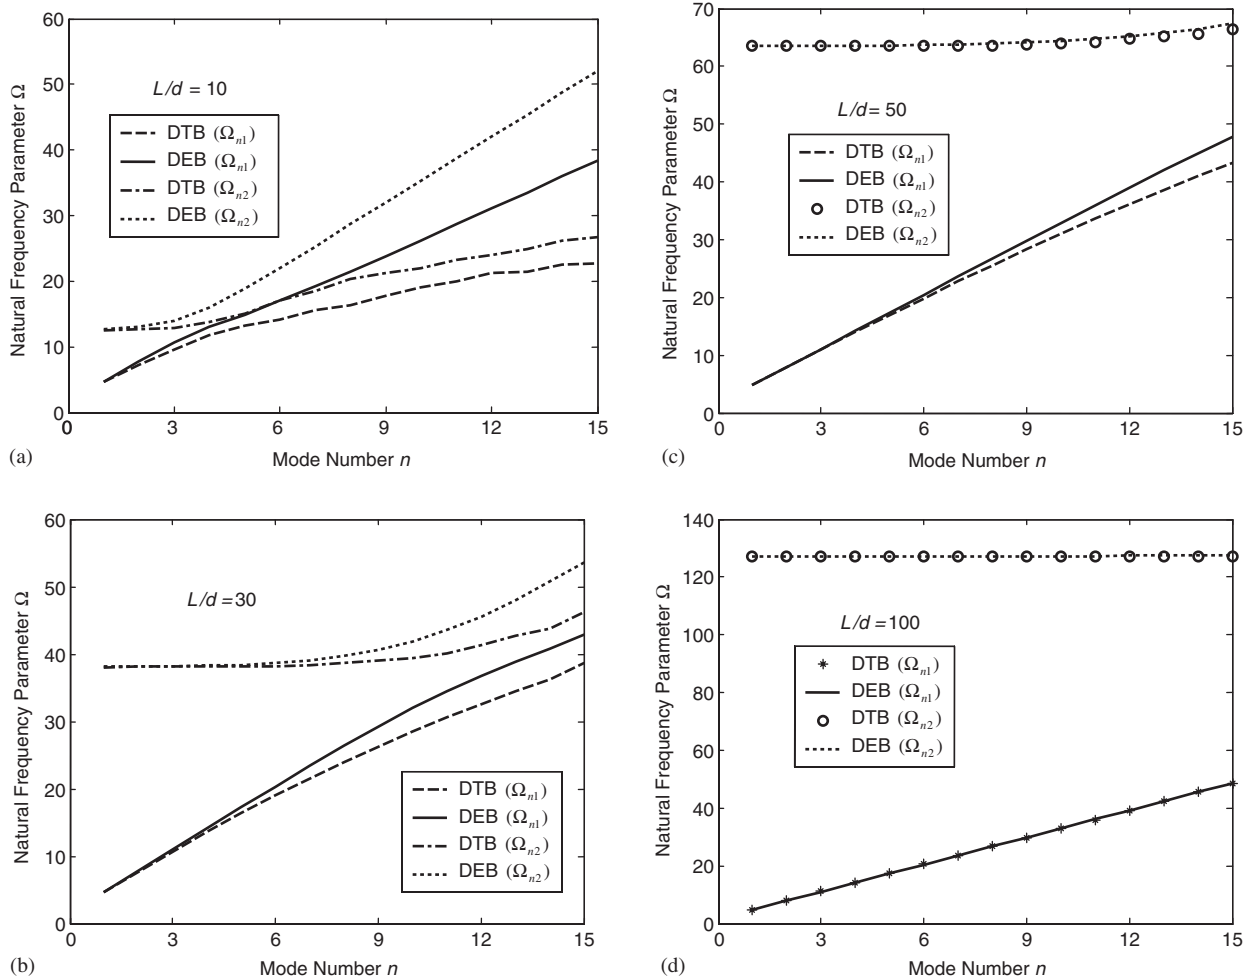 60
50
40
30
20
10
0
0
3
6
9
12
15
Natural Frequency Parameter Ω
L/d = 10
DTB (Ωn1)
DEB (Ωn1)
DTB (Ωn2)
DEB (Ωn2)
Mode Number n
(a)
70
60
50
40
30
20
10
0
0
3
6
9
12
15
Natural Frequency Parameter Ω
L/d = 50
DTB (Ωn1)
DEB (Ωn1)
DTB (Ωn2)
DEB (Ωn2)
Mode Number n
(c)
60
50
40
30
20
10
0
0
3
6
9
12
15
Natural Frequency Parameter Ω
L/d =30
DTB (Ωn1)
DEB (Ωn1)
DTB (Ωn2)
DEB (Ωn2)
Mode Number n
(b)
140
120
100
80
60
40
20
0
0
3
6
9
12
15
Natural Frequency Parameter Ω
L/d =100
DTB (Ωn1)
DEB (Ωn1)
DTB (Ωn2)
DEB (Ωn2)
Mode Number n
(d)